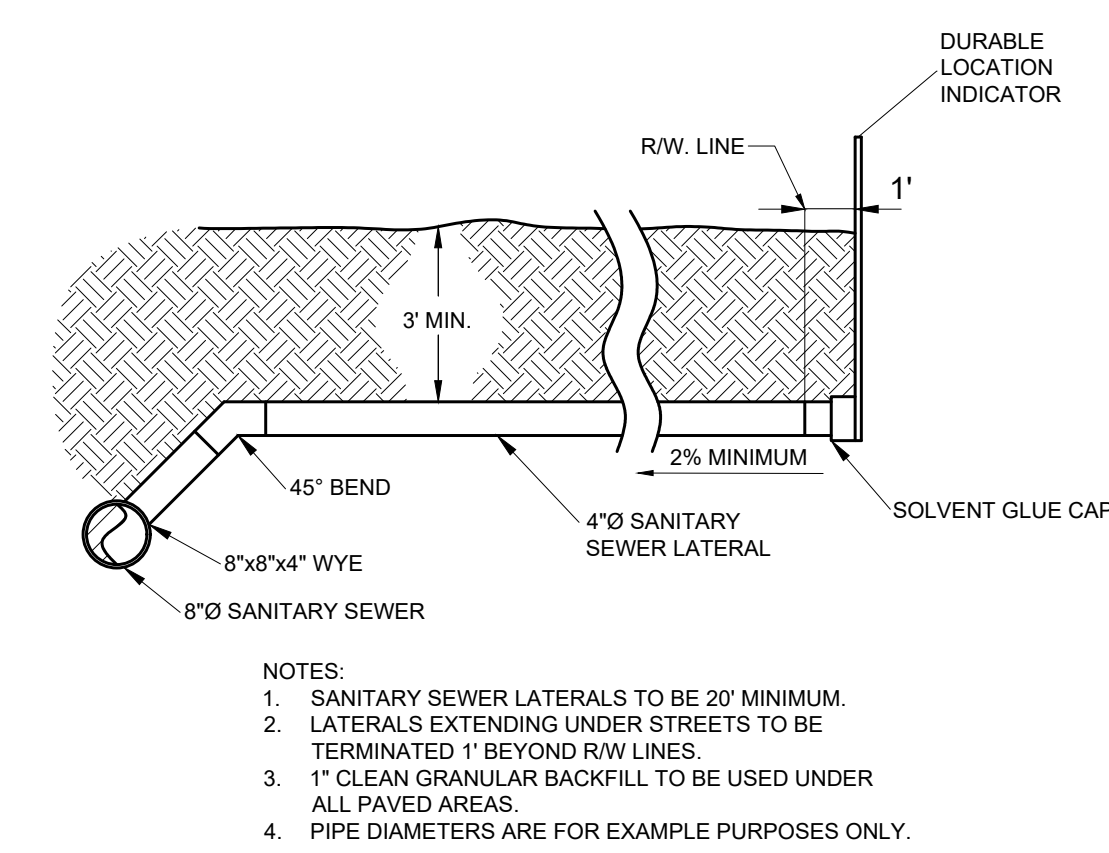 DURABLE
LOCATION
INDICATOR
R/W. LINE
1'
3' MIN.
2% MINIMUM
45° BEND
SOLVENT GLUE CAP
4"Ø SANITARY
SEWER LATERAL
8"x8"x4" WYE
8"Ø SANITARY SEWER
NOTES:
1. SANITARY SEWER LATERALS TO BE 20' MINIMUM.
2. LATERALS EXTENDING UNDER STREETS TO BE
TERMINATED 1' BEYOND R/W LINES.
3. 1" CLEAN GRANULAR BACKFILL TO BE USED UNDER
ALL PAVED AREAS.
4. PIPE DIAMETERS ARE FOR EXAMPLE PURPOSES ONLY.